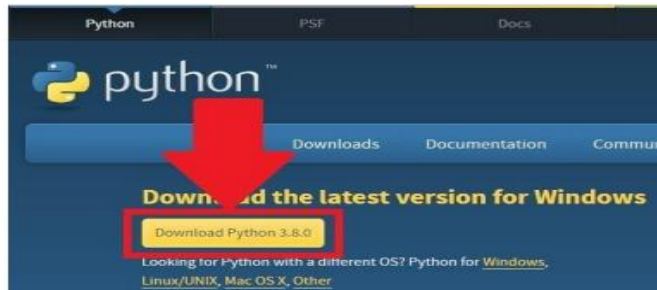 Python PSF Docs
python™
Downloads Documentation
Download the latest version for Windows
Download Python 3.8.0
Looking for Python with a different OS? Python for Windows,
Linux/UNIX, Mac OS X, Other